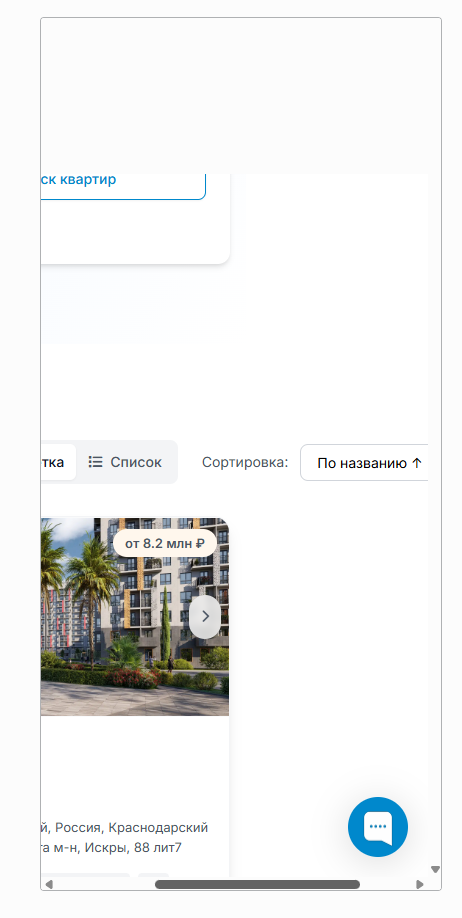 ск квартир
тка
Список
Сортировка:
По названию ↑
от 8.2 млн ₽
й, Россия, Краснодарский
та м-н, Искры, 88 лит7